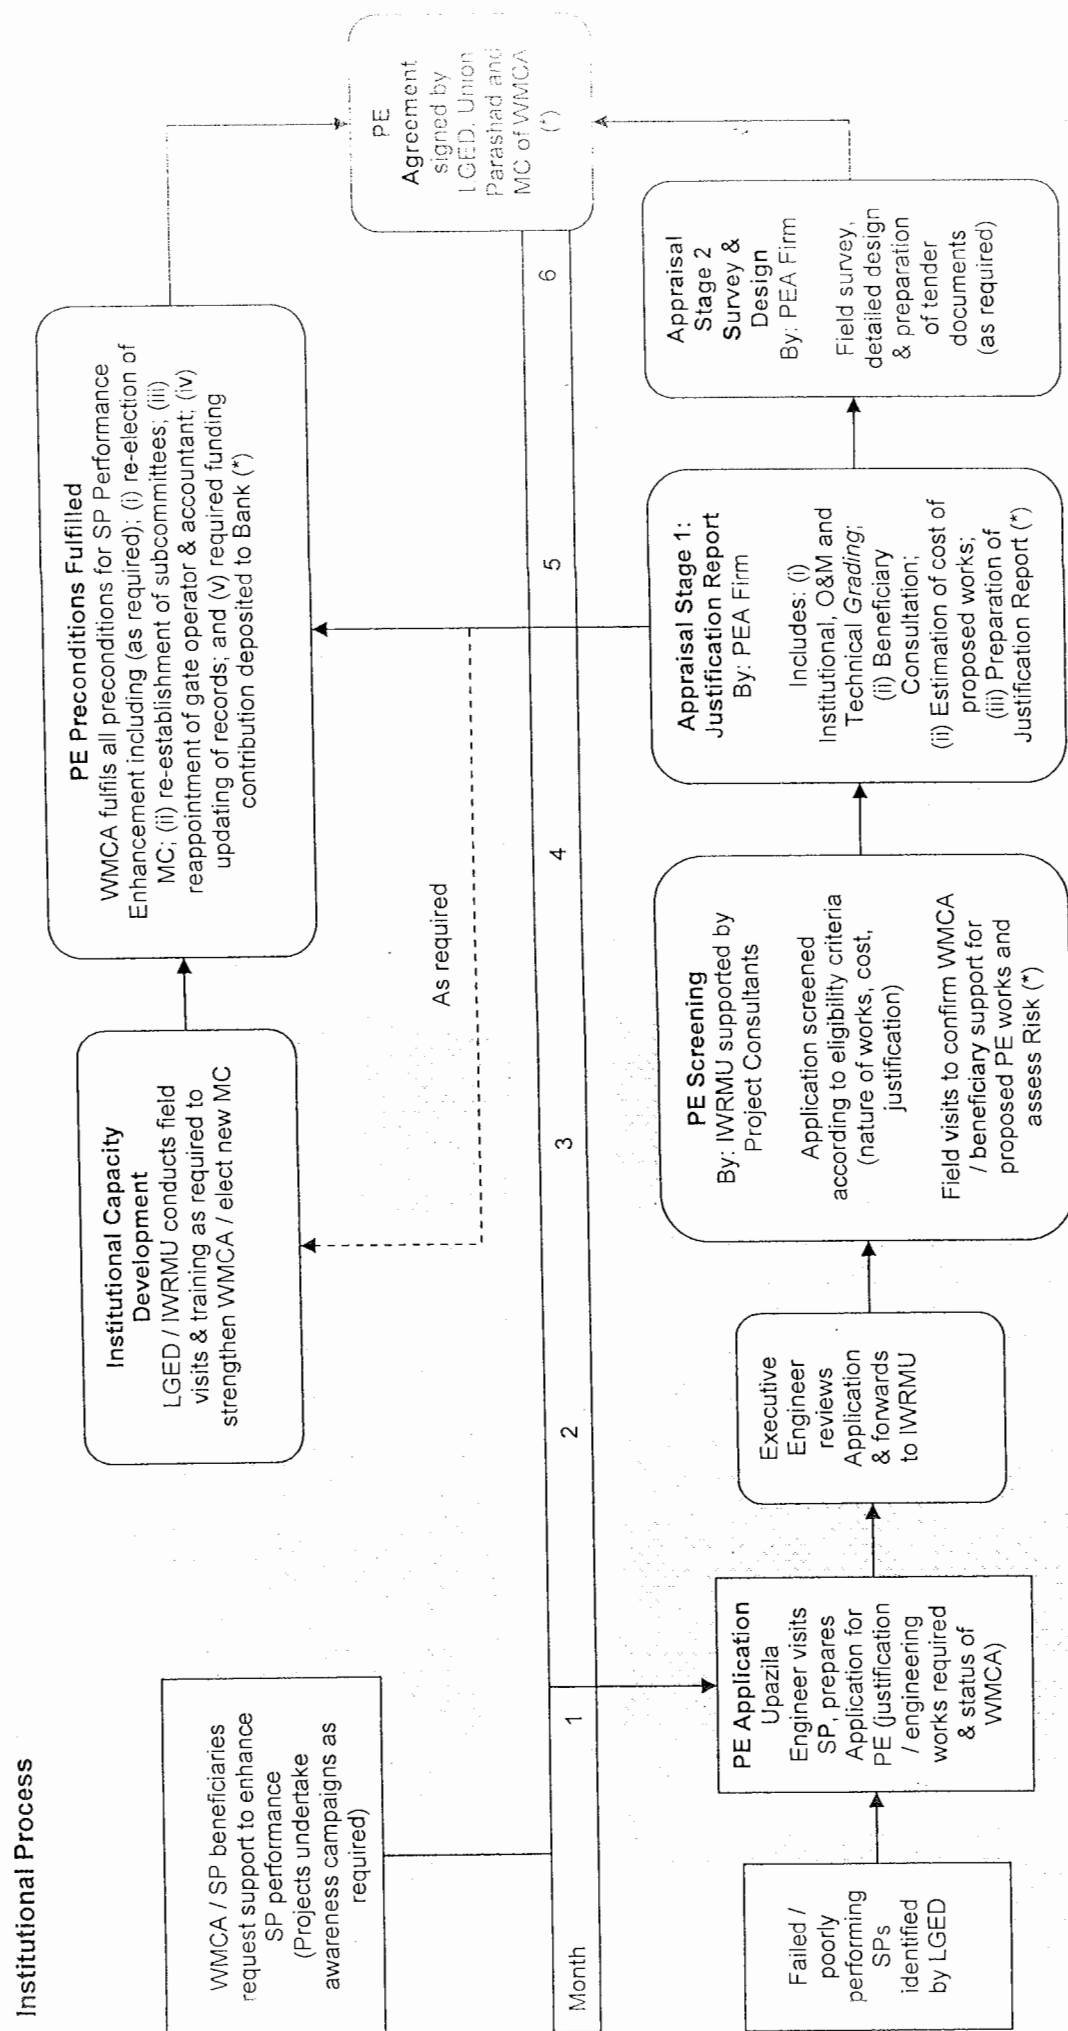 Institutional Process
WMCA / SP beneficiaries
request support to enhance
SP performance
(Projects undertake
awareness campaigns as
required)
Institutional Capacity
Development
LGED / IWRMU conducts field
visits & training as required to
strengthen WMCA / elect new MC
PE Preconditions Fulfilled
WMCA fulfils all preconditions for SP Performance
Enhancement including (as required); (i) re-election of
MC; (ii) re-establishment of subcommittees; (iii)
reappointment of gate operator & accountant; (iv)
updating of records; and (v) required funding
contribution deposited to Bank (*)
As required
Month
1
2
3
4
5
6
PE
Agreement
signed by
LGED, Union
Parashad and
MC of WMCA
(*)
Failed /
poorly
performing
SPs
identified
by LGED
PE Application
Upazila
Engineer visits
SP, prepares
Application for
PE (justification
/ engineering
works required
& status of
WMCA)
Executive
Engineer
reviews
Application
& forwards
to IWRMU
PE Screening
By: IWRMU supported by
Project Consultants
Application screened
according to eligibility criteria
(nature of works, cost,
justification)
Field visits to confirm WMCA
/ beneficiary support for
proposed PE works and
assess Risk (*)
Appraisal Stage 1:
Justification Report
By: PEA Firm
Includes: (i)
Institutional, O&M and
Technical Grading;
(ii) Beneficiary
Consultation;
(ii) Estimation of cost of
proposed works;
(iii) Preparation of
Justification Report (*)
Appraisal
Stage 2
Survey &
Design
By: PEA Firm
Field survey,
detailed design
& preparation
of tender
documents
(as required)